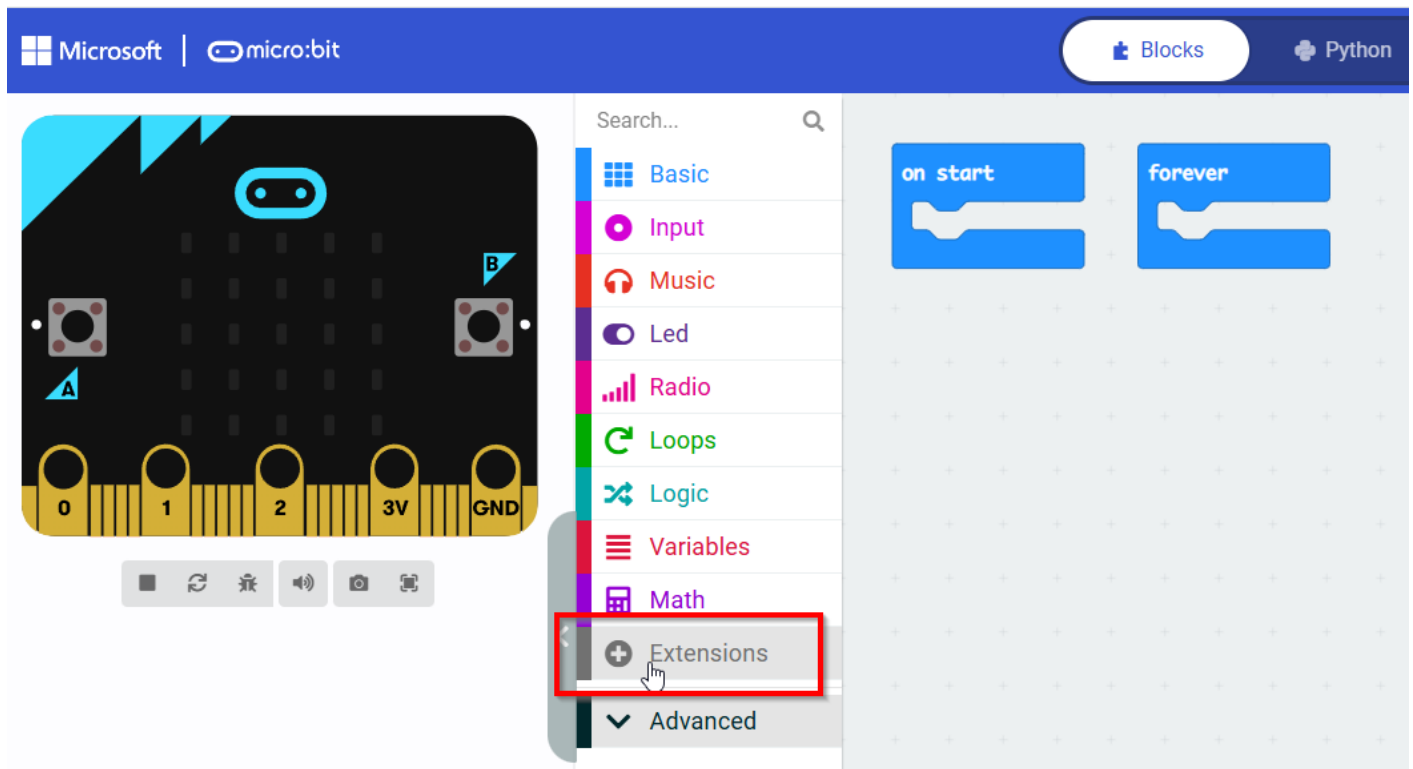 Microsoft
micro:bit
Blocks
Python
Search...
Basic
Input
Music
Led
Radio
Loops
Logic
Variables
Math
Extensions
Advanced
on start
forever
B
A
0
1
2
3V
GND